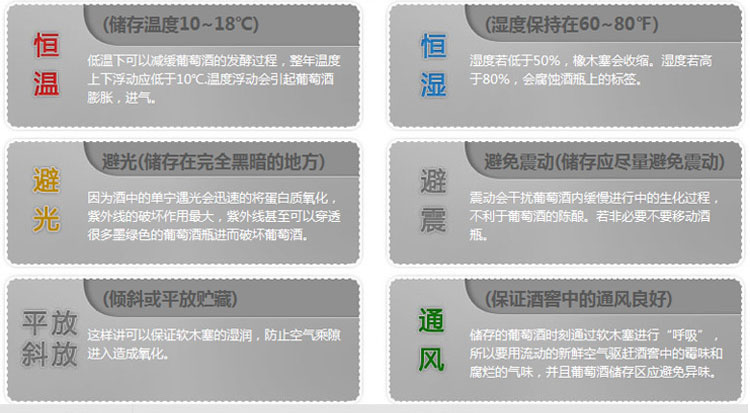 恒温
(储存温度10~18℃)
低温下可以减缓葡萄酒的发酵过程，整年温度
上下浮动应低于10℃.温度浮动会引起葡萄酒
膨胀，进气。
恒湿
(湿度保持在60~80℉)
湿度若低于50%，橡木塞会收缩。湿度若高
于80%，会腐蚀酒瓶上的标签。
避光
避光(储存在完全黑暗的地方)
因为酒中的单宁遇光会迅速的将蛋白质氧化，
紫外线的破坏作用最大，紫外线甚至可以穿透
很多墨绿色的葡萄酒瓶进而破坏葡萄酒。
避震
避免震动(储存应尽量避免震动)
震动会干扰葡萄酒内缓慢进行中的生化过程，
不利于葡萄酒的陈酿。若非必要不要移动酒
瓶。
平放
斜放
(倾斜或平放贮藏)
这样讲可以保证软木塞的湿润，防止空气乘隙
进入造成氧化。
通风
(保证酒窖中的通风良好)
储存的葡萄酒时刻通过软木塞进行“呼吸”，
所以要用流动的新鲜空气驱赶酒窖中的霉味和
腐烂的气味，并且葡萄酒储存区应避免异味。